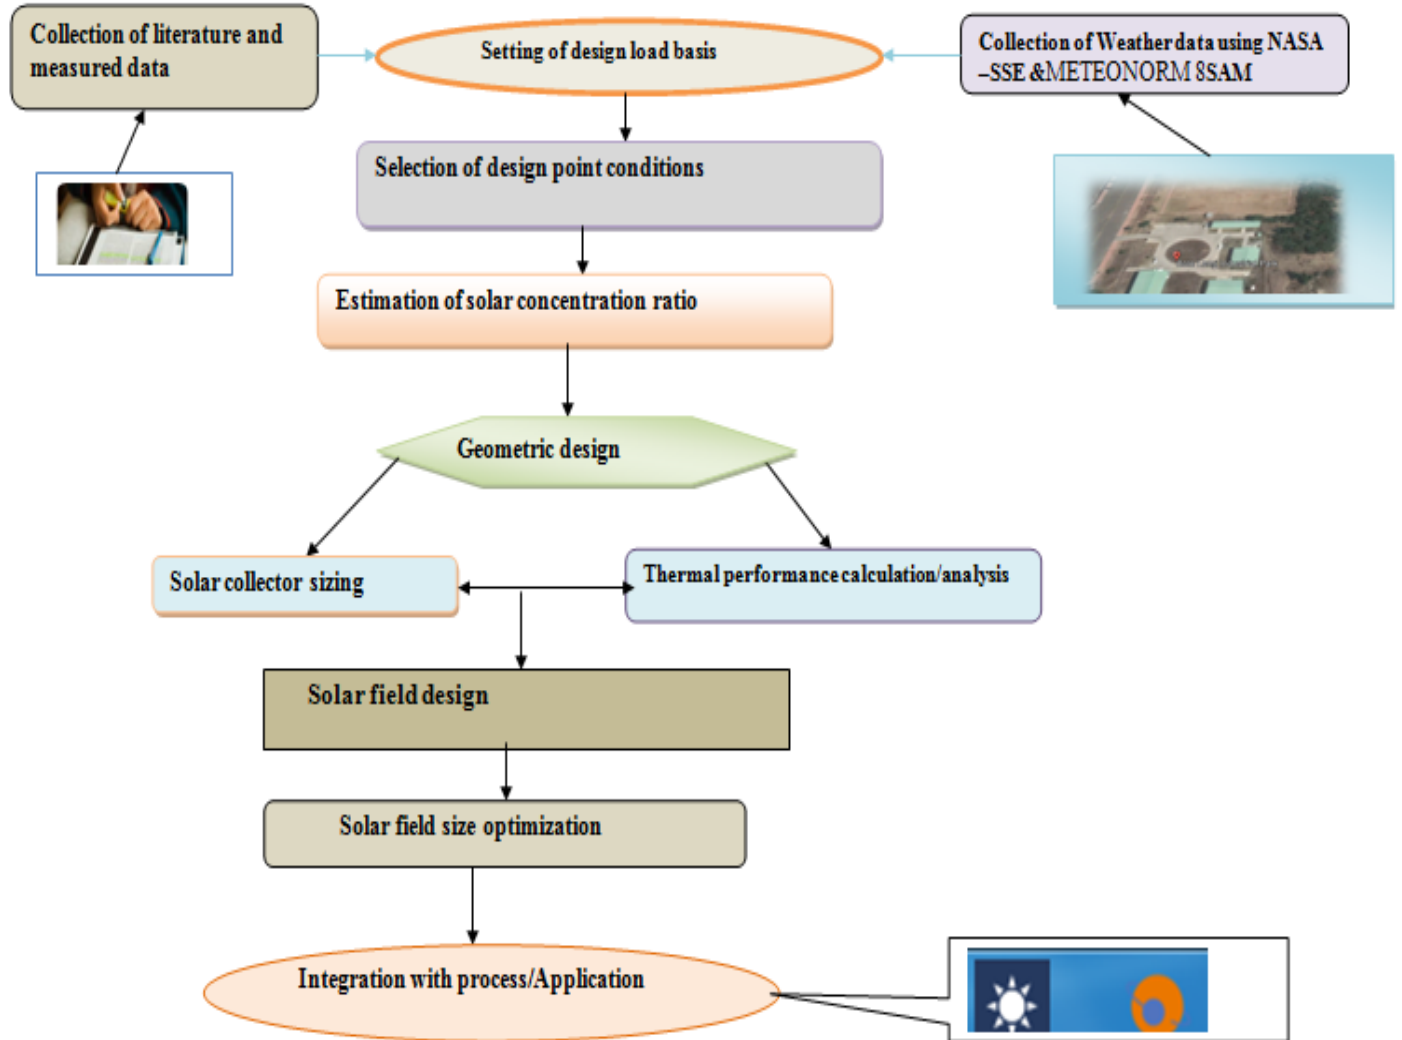 Collection of literature and
measured data
Setting of design load basis
Collection of Weather data using NASA
–SSE &METEONORM 8SAM
Selection of design point conditions
Estimation of solar concentration ratio
Geometric design
Solar collector sizing
Thermal performance calculation/analysis
Solar field design
Solar field size optimization
Integration with process/Application